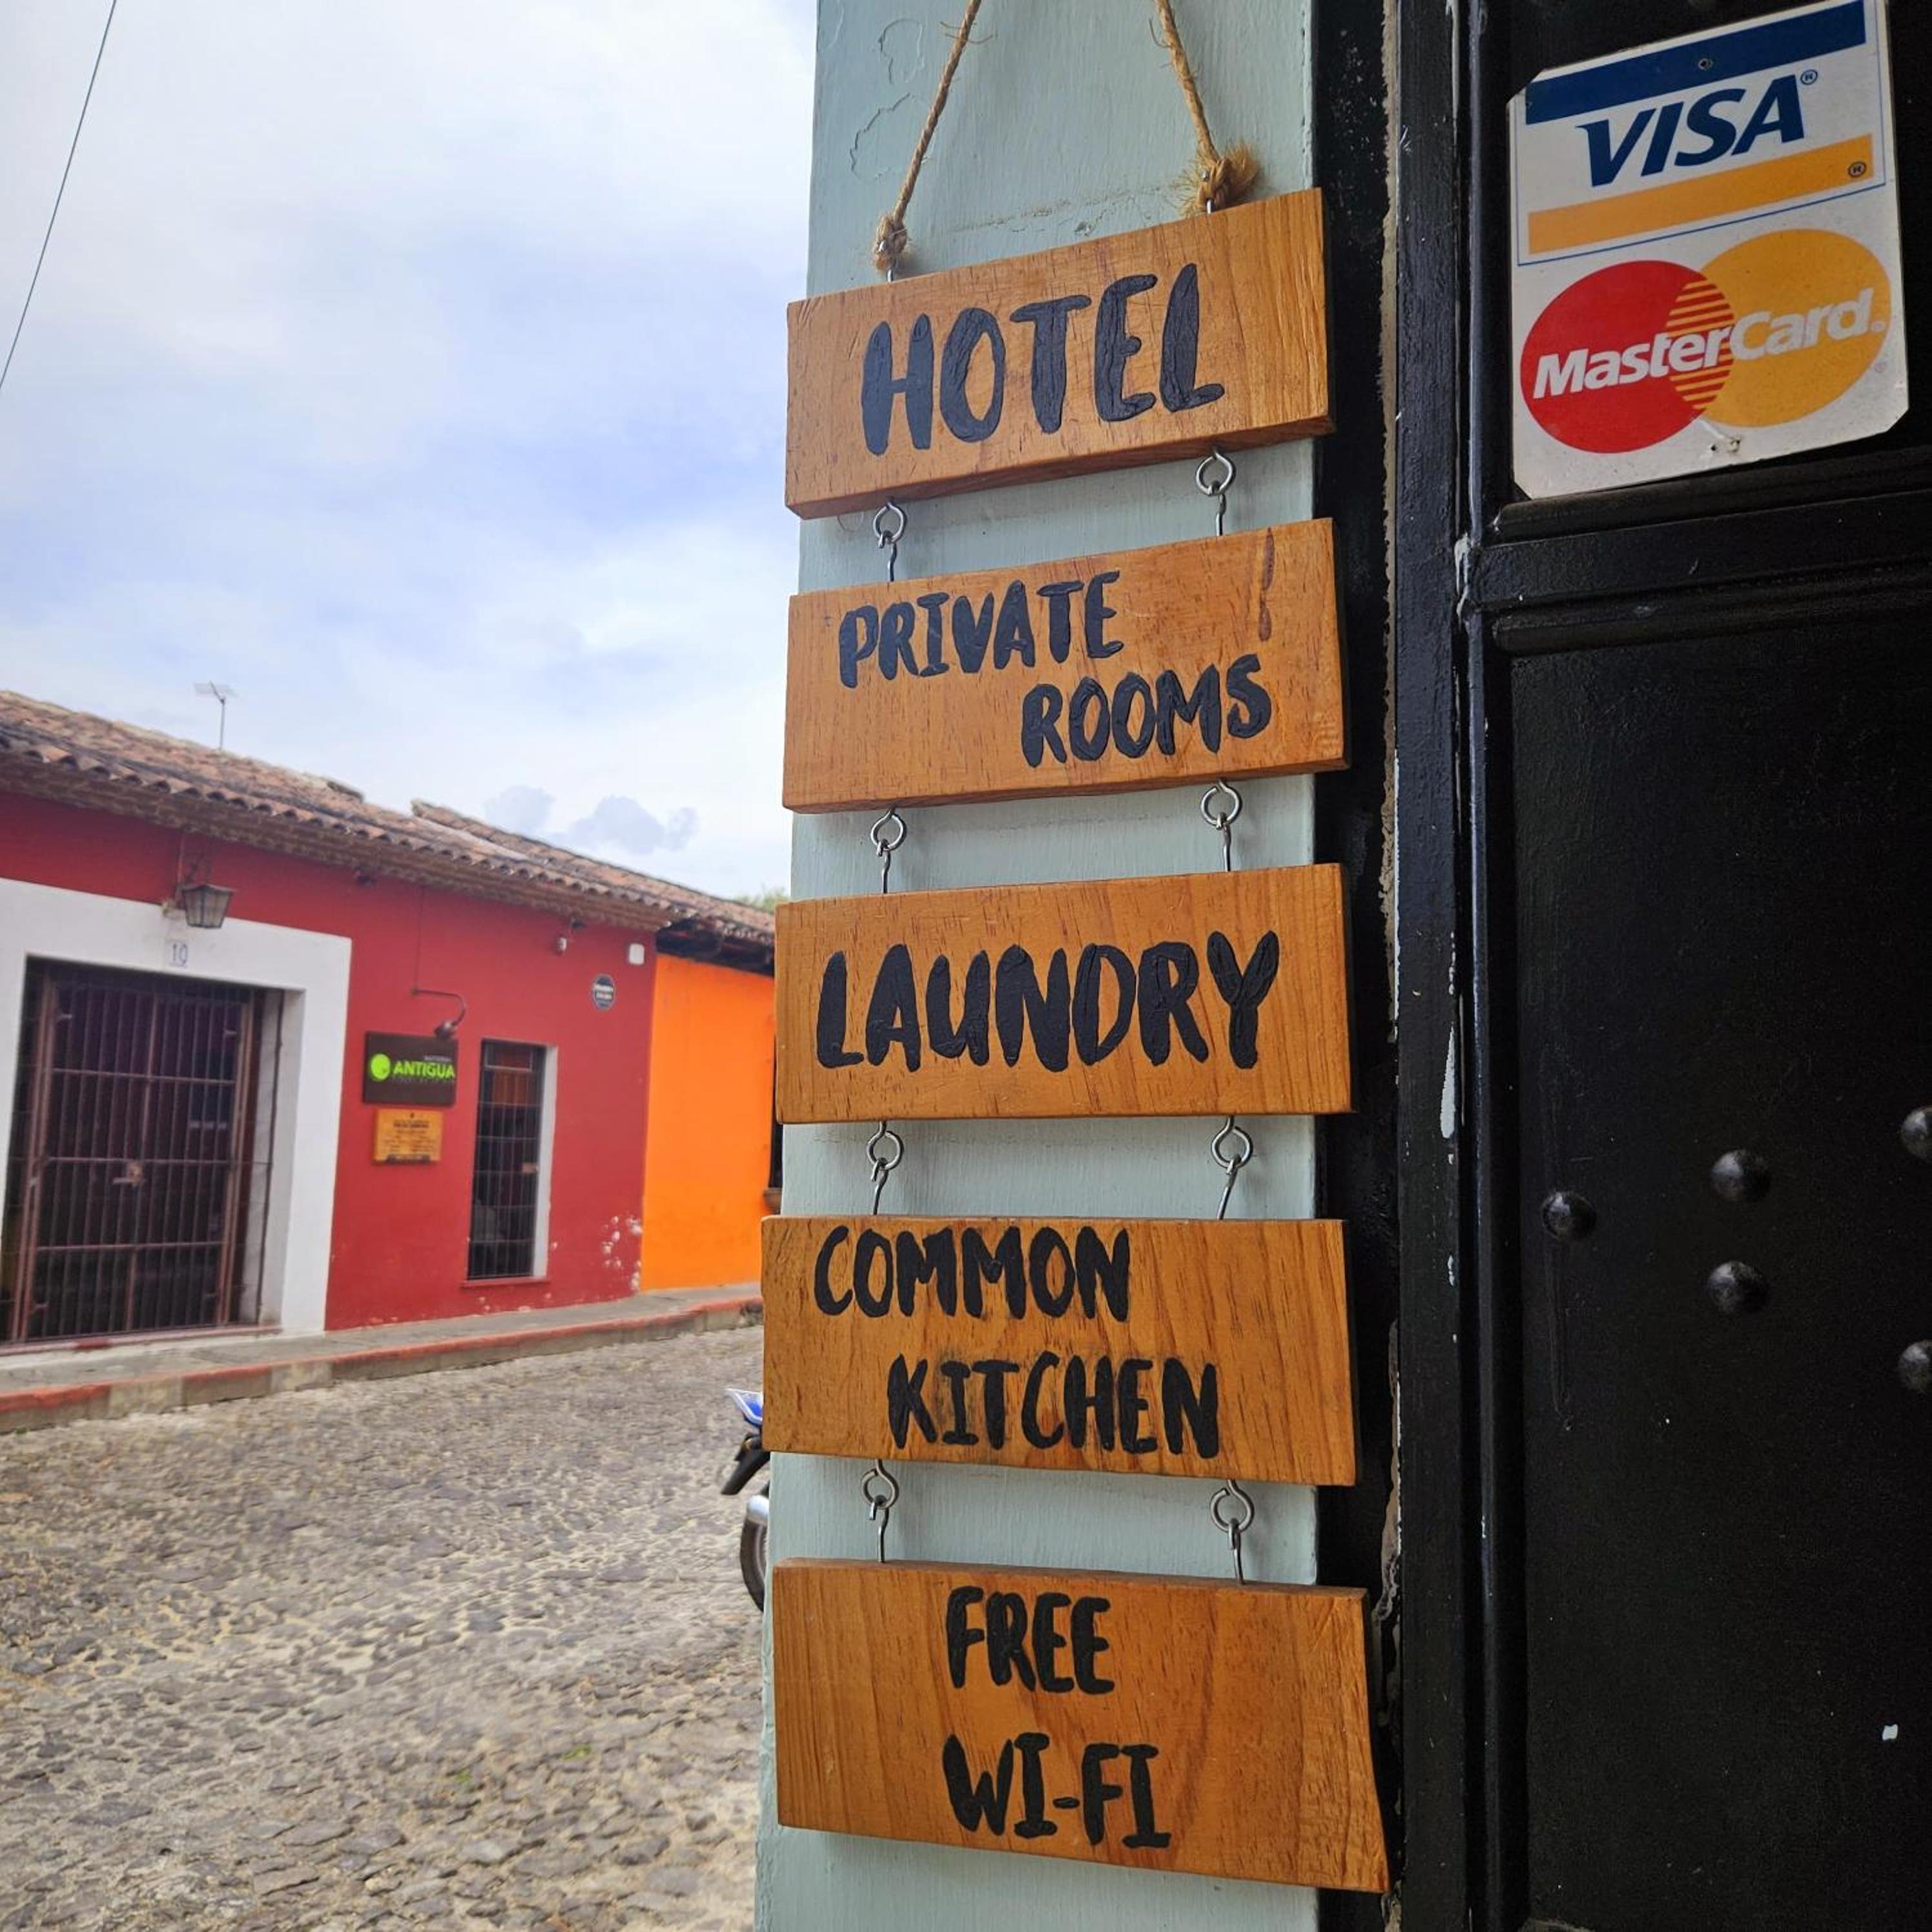 HOTEL
PRIVATE
ROOMS
LAUNDRY
COMMON
KITCHEN
FREE
WI-FI
VISA®
®
MasterCard®
10
ANTIGUA